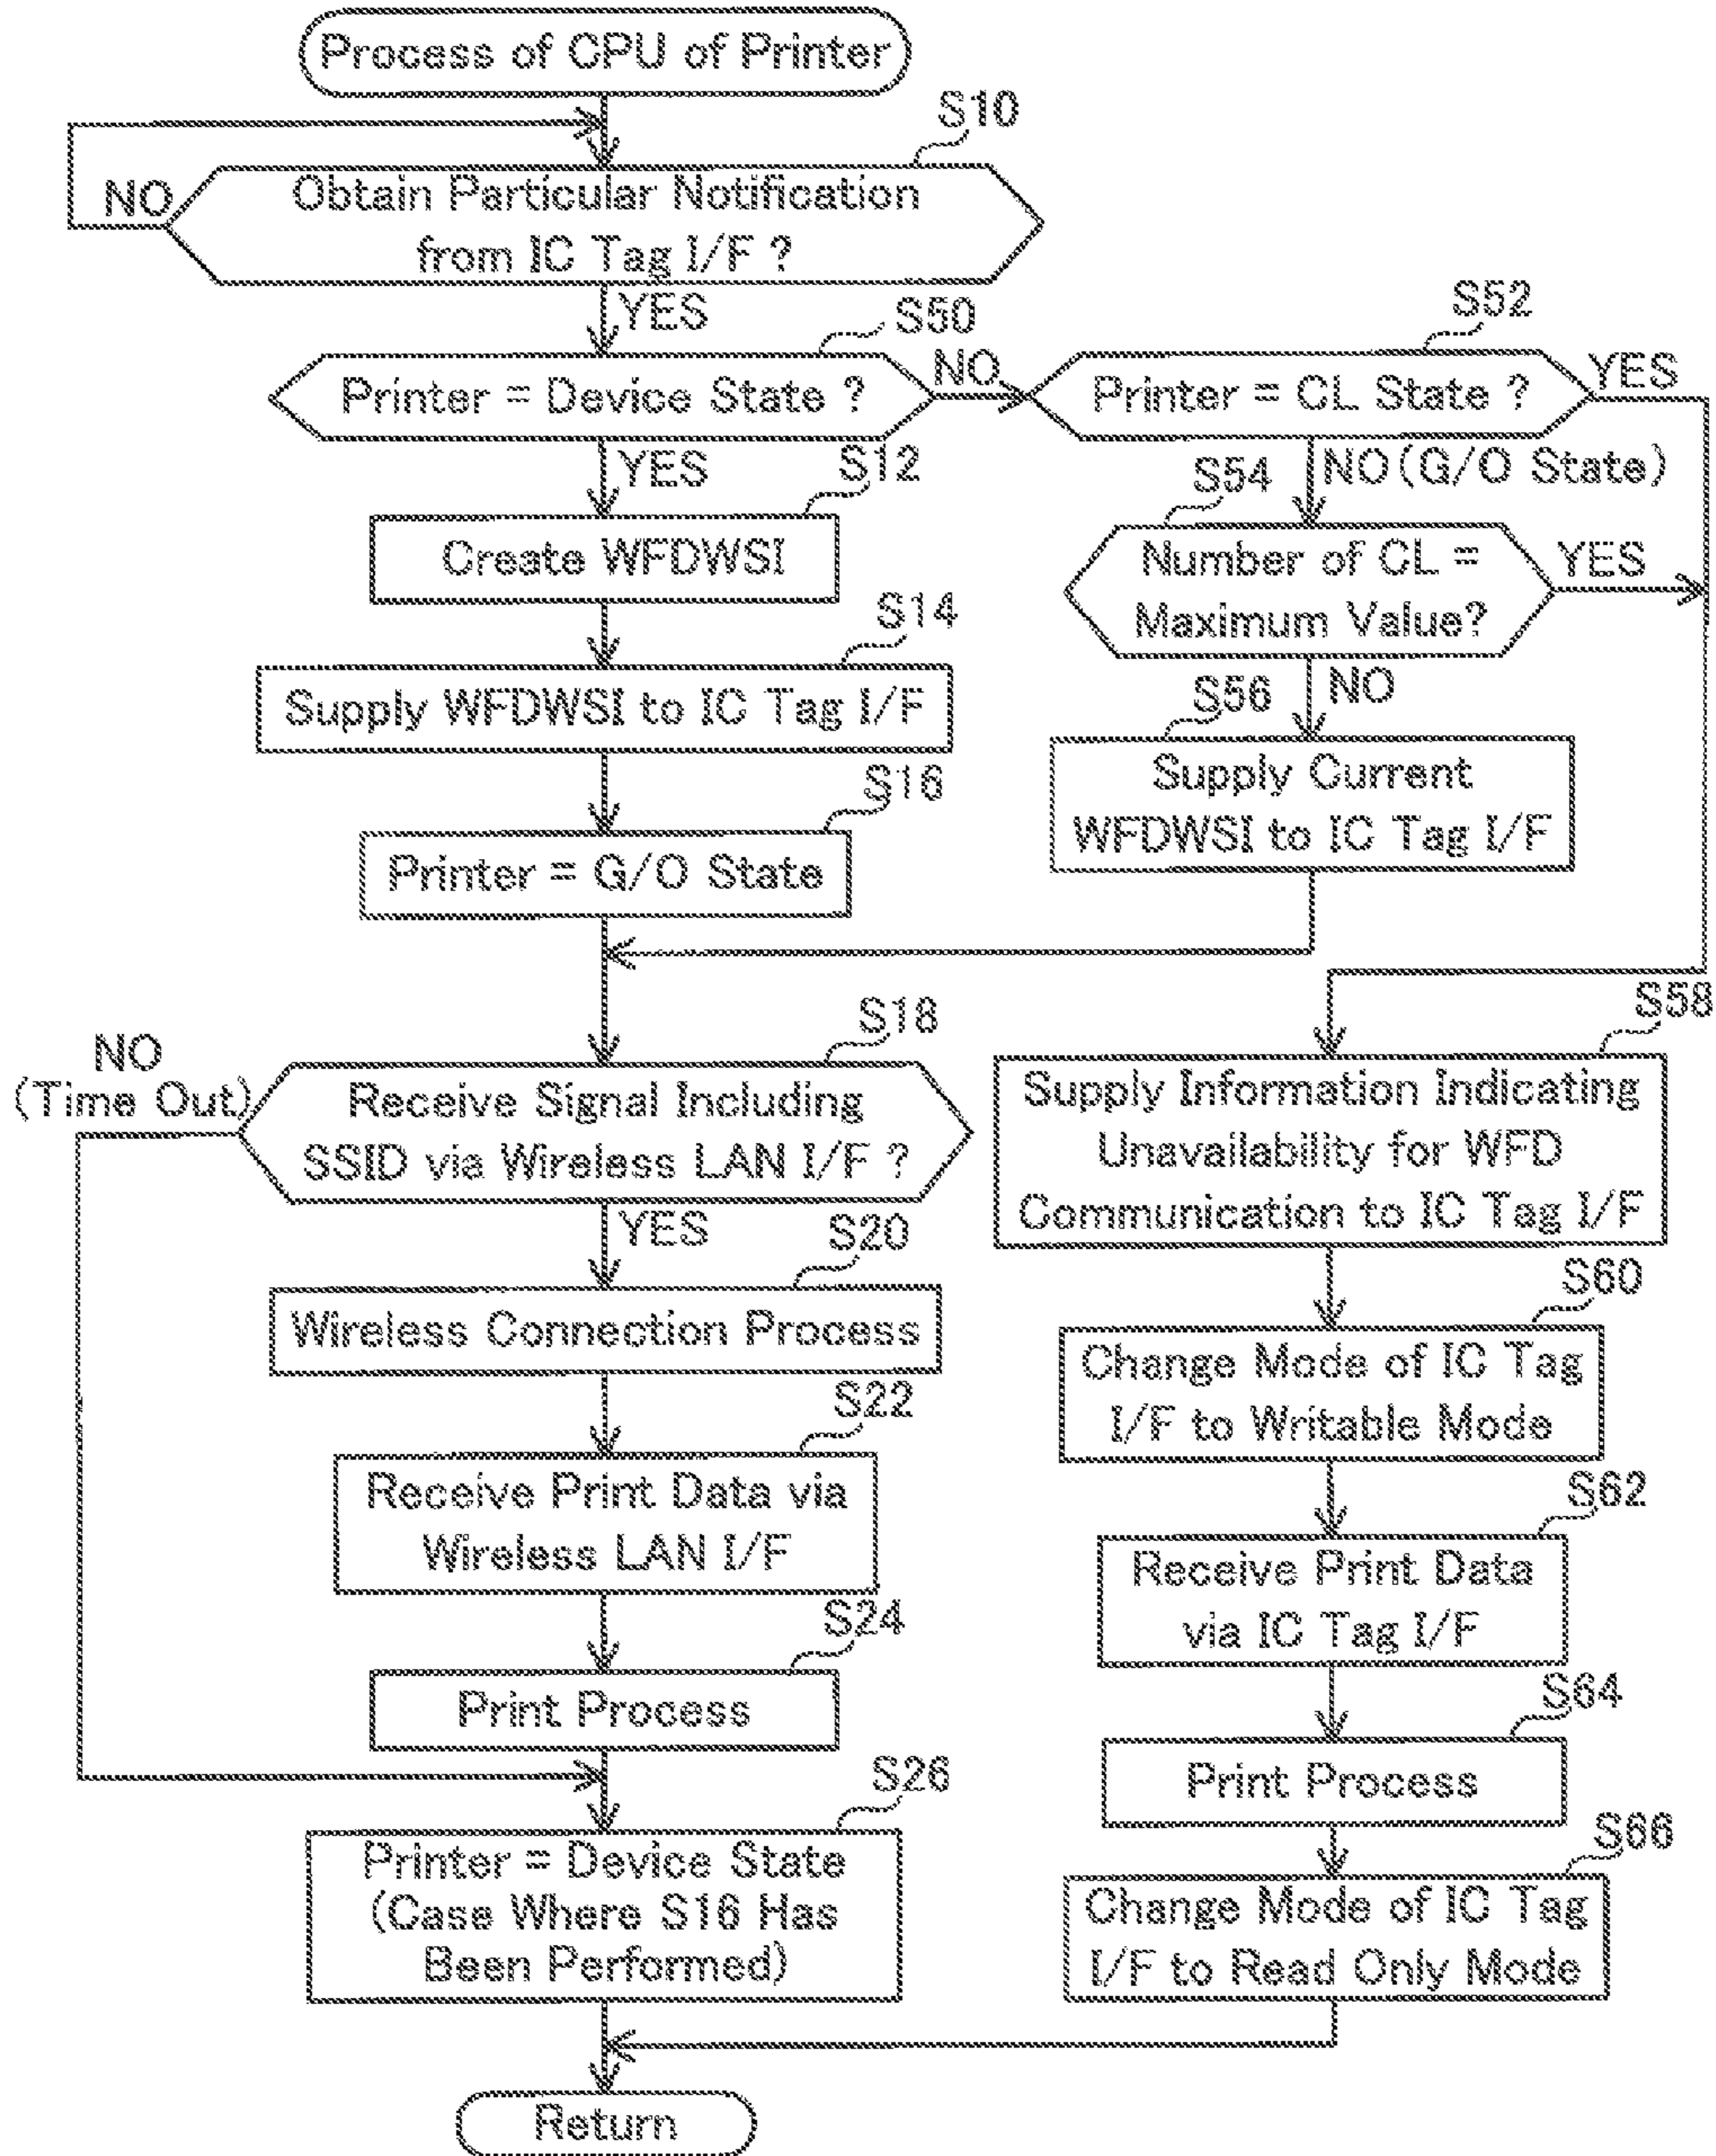 Process of CPU of Printer
S10
NO
Obtain Particular Notification
from IC Tag I/F ?
YES
S50
Printer = Device State ?
NO
S52
Printer = CL State ?
YES
YES
S12
Create WFDWSI
NO (G/O State)
S54
Number of CL =
Maximum Value?
YES
S14
Supply WFDWSI to IC Tag I/F
NO
S56
Supply Current
WFDWSI to IC Tag I/F
S16
Printer = G/O State
S18
NO
(Time Out)
Receive Signal Including
SSID via Wireless LAN I/F ?
YES
S58
Supply Information Indicating
Unavailability for WFD
Communication to IC Tag I/F
S20
Wireless Connection Process
S60
Change Mode of IC Tag
I/F to Writable Mode
S22
Receive Print Data via
Wireless LAN I/F
S62
Receive Print Data
via IC Tag I/F
S24
Print Process
S64
Print Process
S26
Printer = Device State
(Case Where S16 Has
Been Performed)
S66
Change Mode of IC Tag
I/F to Read Only Mode
Return